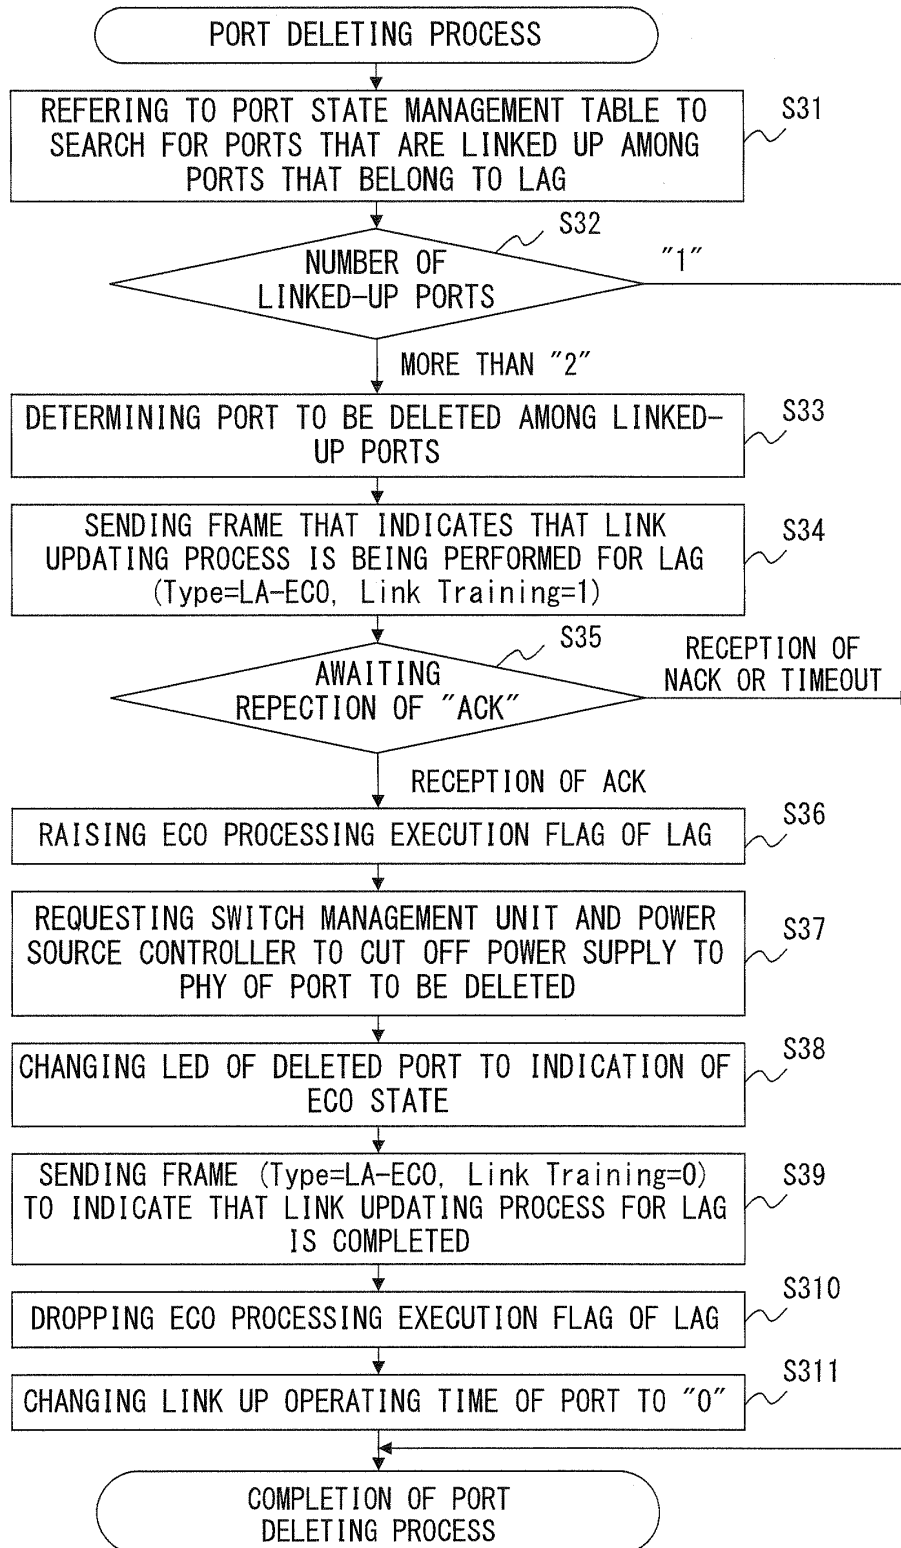 PORT DELETING PROCESS
REFERING TO PORT STATE MANAGEMENT TABLE TO
SEARCH FOR PORTS THAT ARE LINKED UP AMONG
PORTS THAT BELONG TO LAG
S31
S32
NUMBER OF
LINKED-UP PORTS
"1"
MORE THAN "2"
DETERMINING PORT TO BE DELETED AMONG LINKED-
UP PORTS
S33
SENDING FRAME THAT INDICATES THAT LINK
UPDATING PROCESS IS BEING PERFORMED FOR LAG
(Type=LA-ECO, Link Training=1)
S34
S35
AWAITING
REPECTION OF "ACK"
RECEPTION OF
NACK OR TIMEOUT
RECEPTION OF ACK
RAISING ECO PROCESSING EXECUTION FLAG OF LAG
S36
REQUESTING SWITCH MANAGEMENT UNIT AND POWER
SOURCE CONTROLLER TO CUT OFF POWER SUPPLY TO
PHY OF PORT TO BE DELETED
S37
CHANGING LED OF DELETED PORT TO INDICATION OF
ECO STATE
S38
SENDING FRAME (Type=LA-ECO, Link Training=0)
TO INDICATE THAT LINK UPDATING PROCESS FOR LAG
IS COMPLETED
S39
DROPPING ECO PROCESSING EXECUTION FLAG OF LAG
S310
CHANGING LINK UP OPERATING TIME OF PORT TO "0"
S311
COMPLETION OF PORT
DELETING PROCESS